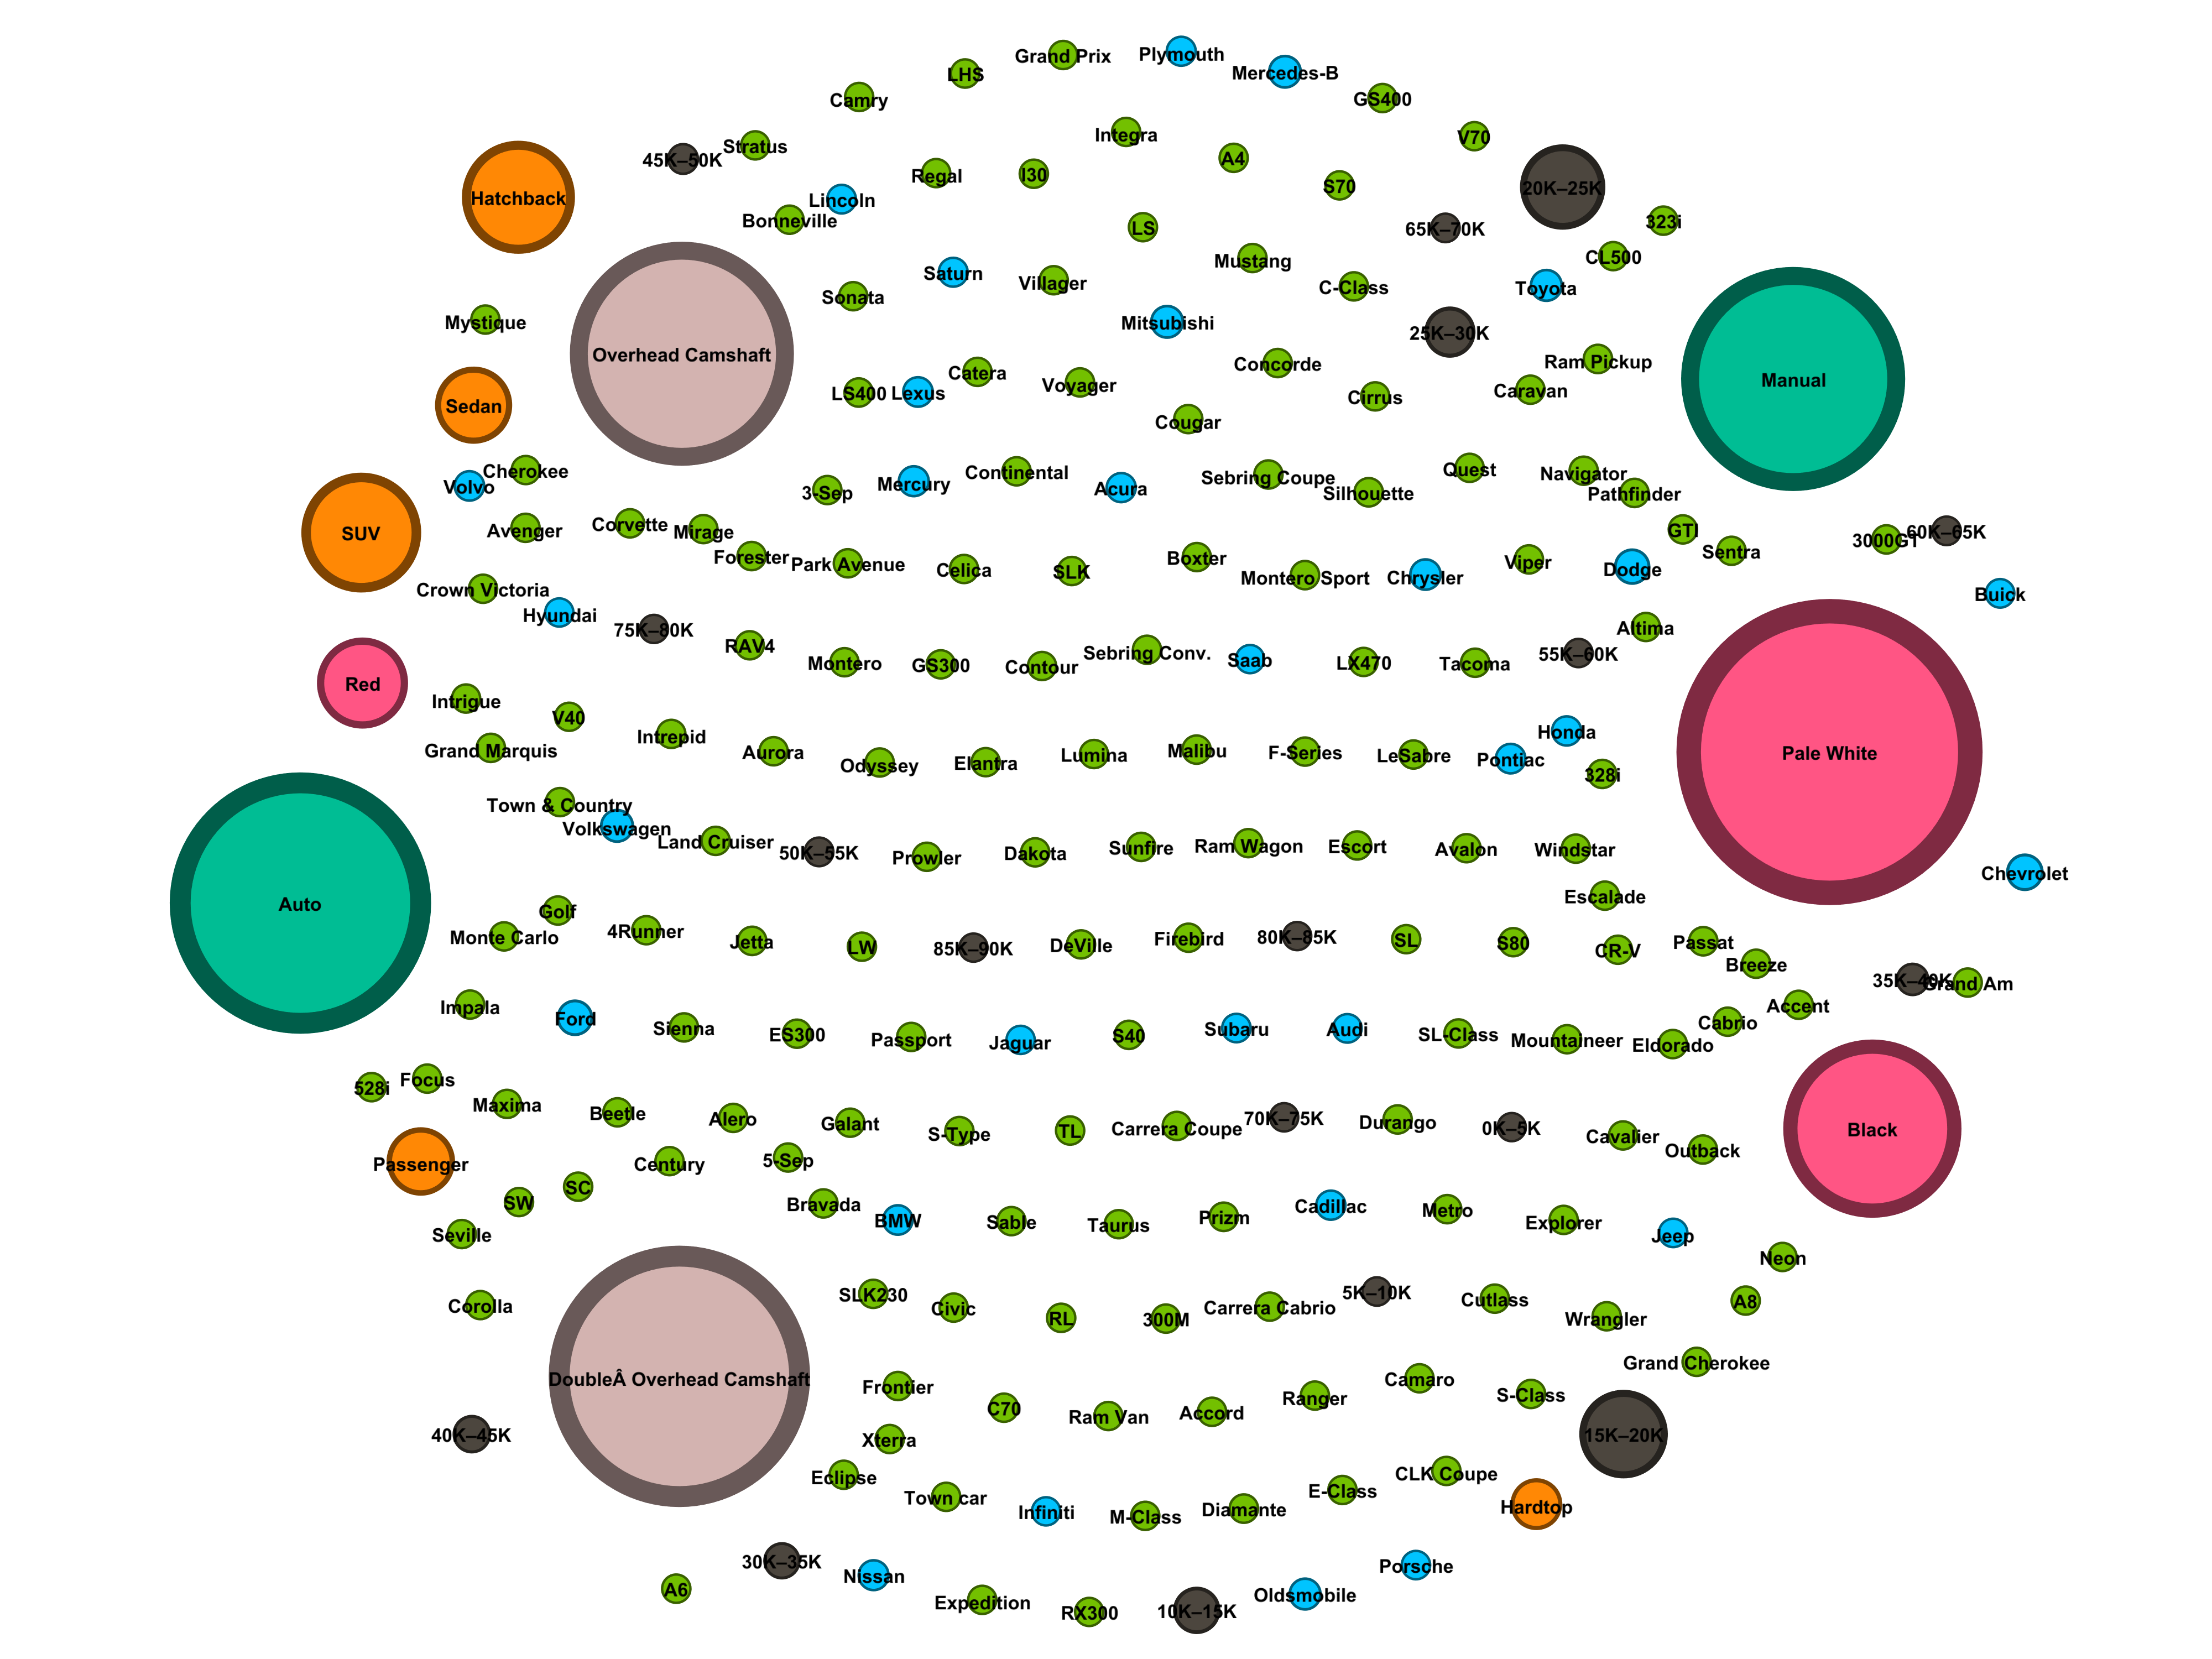 Grand Prix
Plymouth
Mercedes-B
LHS
Camry
GS400
V70
Integra
Stratus
45K–50K
A4
Regal
I30
S70
20K–25K
Hatchback
Lincoln
Bonneville
LS
65K–70K
323i
CL500
Mustang
Saturn
Villager
C-Class
Toyota
Sonata
Mystique
Mitsubishi
25K–30K
Overhead Camshaft
Concorde
Ram Pickup
Manual
Catera
Voyager
LS400
Lexus
Cirrus
Caravan
Sedan
Cougar
Cherokee
Volvo
Continental
Mercury
Acura
3-Sep
Sebring Coupe
Silhouette
Quest
Navigator
Pathfinder
SUV
Avenger
Corvette
Mirage
Forester
Park Avenue
Celica
SLK
Boxter
Montero Sport
Chrysler
Viper
Dodge
GTI
Sentra
3000GT
60K–65K
Buick
Crown Victoria
Hyundai
75K–80K
RAV4
Montero
GS300
Contour
Sebring Conv.
Saab
LX470
Tacoma
55K–60K
Altima
Red
Intrigue
V40
Grand Marquis
Intrepid
Aurora
Odyssey
Elantra
Lumina
Malibu
F-Series
LeSabre
Pontiac
Honda
328i
Pale White
Town & Country
Volkswagen
Land Cruiser
50K–55K
Prowler
Dakota
Sunfire
Ram Wagon
Escort
Avalon
Windstar
Chevrolet
Auto
Escalade
Golf
Monte Carlo
4Runner
Jetta
LW
85K–90K
DeVille
Firebird
80K–85K
SL
S80
CR-V
Passat
Breeze
35K–40K
Grand Am
Impala
Ford
Sienna
ES300
Passport
Jaguar
S40
Subaru
Audi
SL-Class
Mountaineer
Eldorado
Cabrio
Accent
528i
Focus
Maxima
Beetle
Alero
Galant
S-Type
TL
Carrera Coupe
70K–75K
Durango
0K–5K
Cavalier
Outback
Black
Passenger
Century
5-Sep
SC
SW
Seville
Bravada
BMW
Sable
Taurus
Prizm
Cadillac
Metro
Explorer
Jeep
Neon
Corolla
SLK230
Civic
RL
300M
Carrera Cabrio
5K–10K
Cutlass
Wrangler
A8
Grand Cherokee
DoubleÂ Overhead Camshaft
Frontier
C70
Ram Van
Accord
Ranger
Camaro
S-Class
40K–45K
Xterra
15K–20K
Eclipse
Town car
Infiniti
M-Class
Diamante
E-Class
CLK Coupe
Hardtop
30K–35K
A6
Nissan
Expedition
RX300
10K–15K
Oldsmobile
Porsche